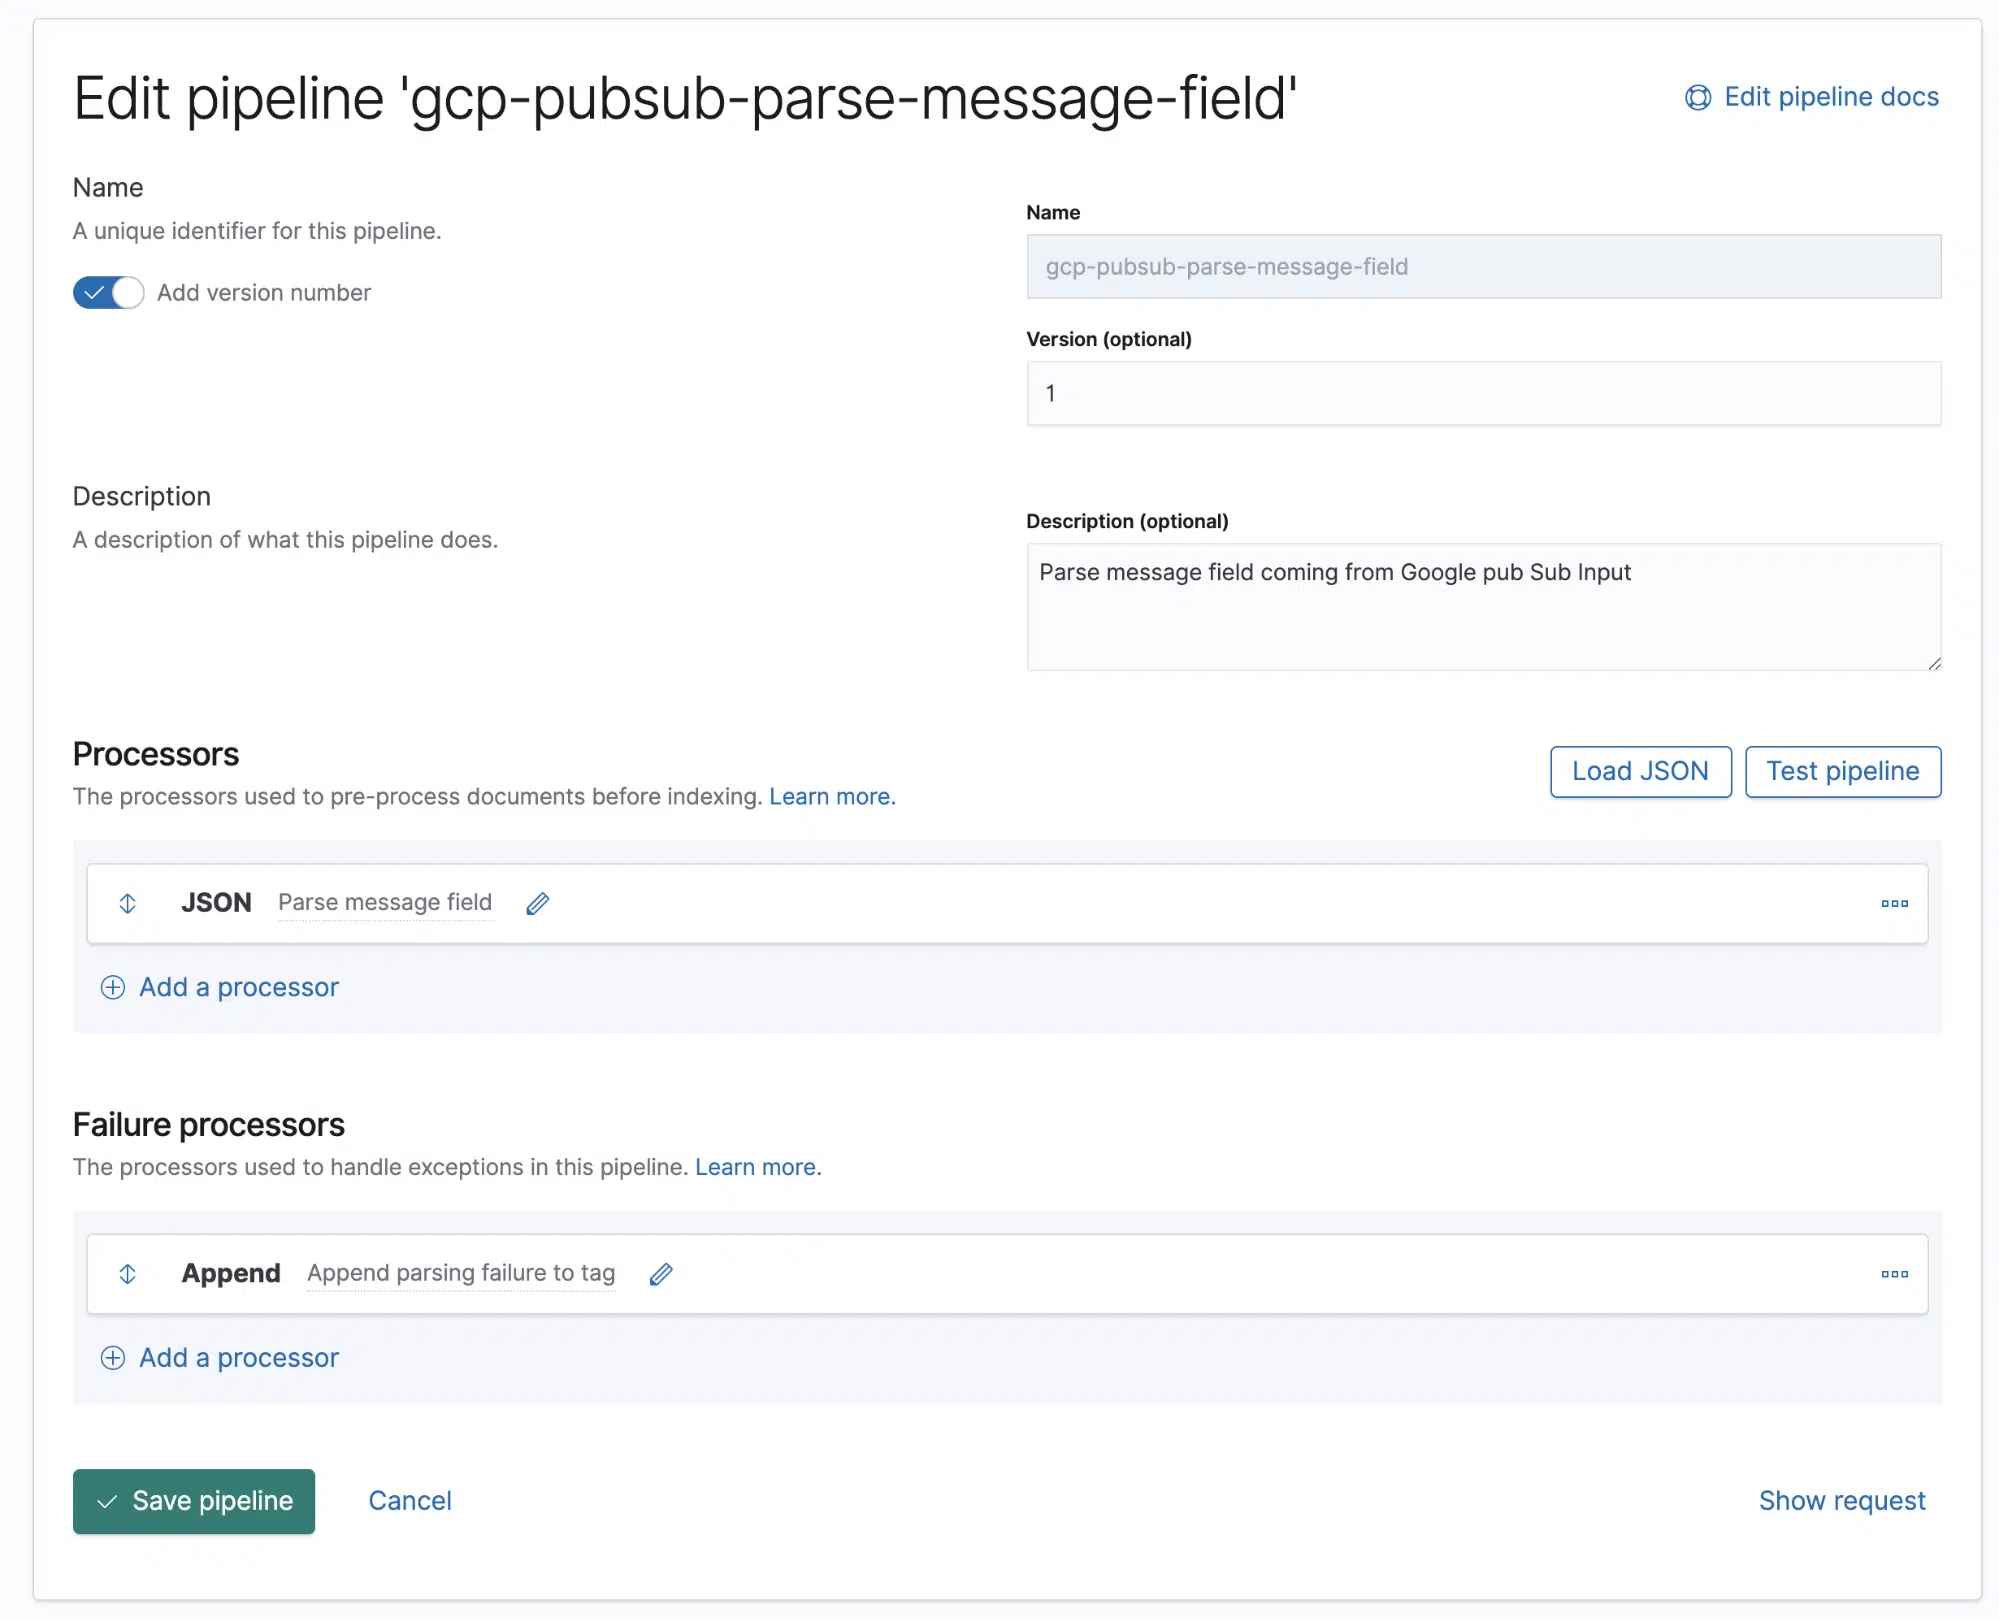 Edit pipeline 'gcp-pubsub-parse-message-field'
Edit pipeline docs
Name
A unique identifier for this pipeline.
Add version number
Name
gcp-pubsub-parse-message-field
Version (optional)
1
Description
A description of what this pipeline does.
Description (optional)
Parse message field coming from Google pub Sub Input
Processors
The processors used to pre-process documents before indexing. Learn more.
Load JSON
Test pipeline
JSON Parse message field
Add a processor
Failure processors
The processors used to handle exceptions in this pipeline. Learn more.
Append Append parsing failure to tag
Add a processor
Save pipeline
Cancel
Show request